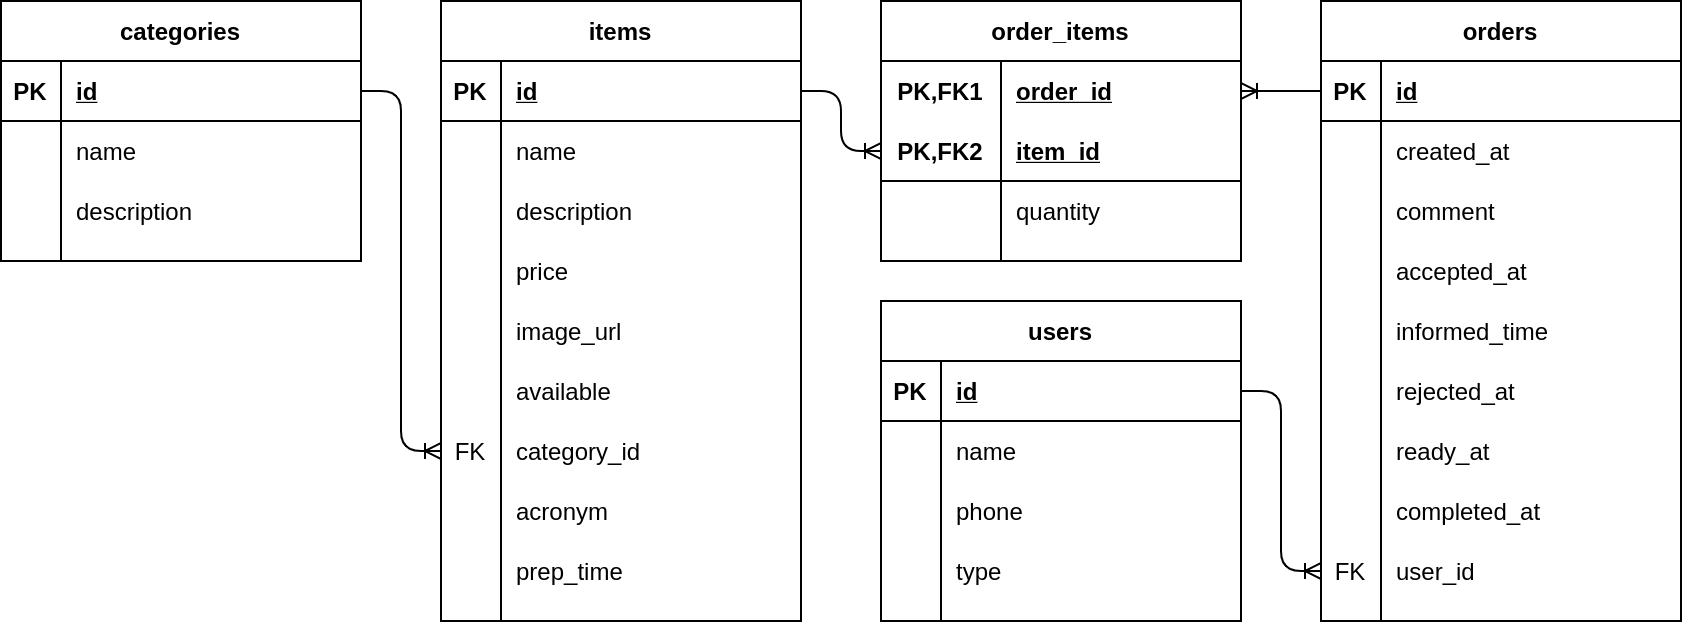 categories
PK id
name
description
items
PK id
name
description
price
image_url
available
FK category_id
acronym
prep_time
order_items
PK,FK1 order_id
PK,FK2 item_id
quantity
users
PK id
name
phone
type
orders
PK id
created_at
comment
accepted_at
informed_time
rejected_at
ready_at
completed_at
FK user_id